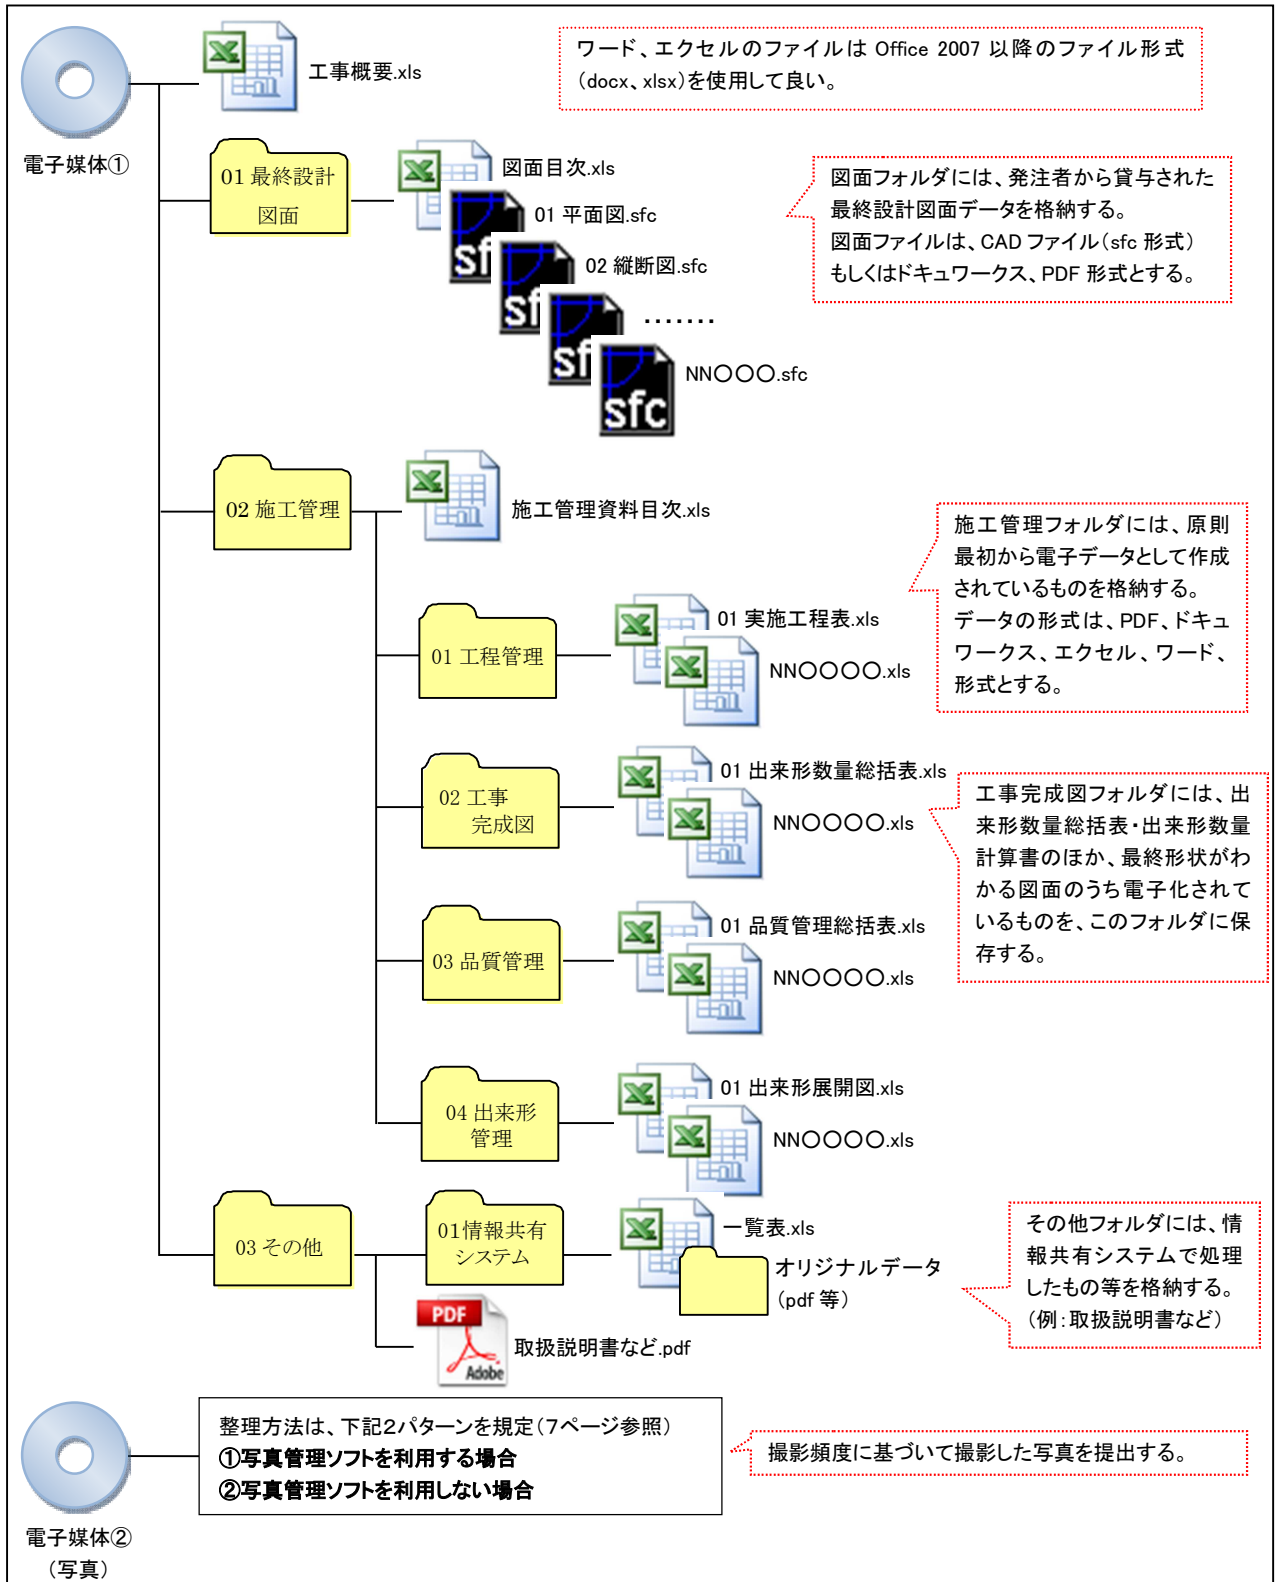 工事概要.xls
ワード、エクセルのファイルは Office 2007 以降のファイル形式
（docx、xlsx）を使用して良い。
電子媒体①
01 最終設計
図面
図面目次.xls
01 平面図.sfc
02 縦断図.sfc
・・・・・・・
NN○○○.sfc
sf
sf
sf
sfc
図面フォルダには、発注者から貸与された
最終設計図面データを格納する。
図面ファイルは、CAD ファイル（sfc 形式）
もしくはドキュワークス、PDF 形式とする。
02 施工管理
施工管理資料目次.xls
施工管理フォルダには、原則
最初から電子データとして作成
されているものを格納する。
データの形式は、PDF、ドキュ
ワークス、エクセル、ワード、
形式とする。
01 工程管理
01 実施工程表.xls
NN○○○○.xls
02 工事
完成図
01 出来形数量総括表.xls
NN○○○○.xls
工事完成図フォルダには、出
来形数量総括表・出来形数量
計算書のほか、最終形状がわ
かる図面のうち電子化されて
いるものを、このフォルダに保
存する。
03 品質管理
01 品質管理総括表.xls
NN○○○○.xls
04 出来形
管理
01 出来形展開図.xls
NN○○○○.xls
03 その他
01情報共有
システム
一覧表.xls
オリジナルデータ
（pdf 等）
その他フォルダには、情
報共有システムで処理
したもの等を格納する。
（例：取扱説明書など）
PDF
Adobe
取扱説明書など.pdf
整理方法は、下記２パターンを規定（７ページ参照）
①写真管理ソフトを利用する場合
②写真管理ソフトを利用しない場合
撮影頻度に基づいて撮影した写真を提出する。
電子媒体②
（写真）